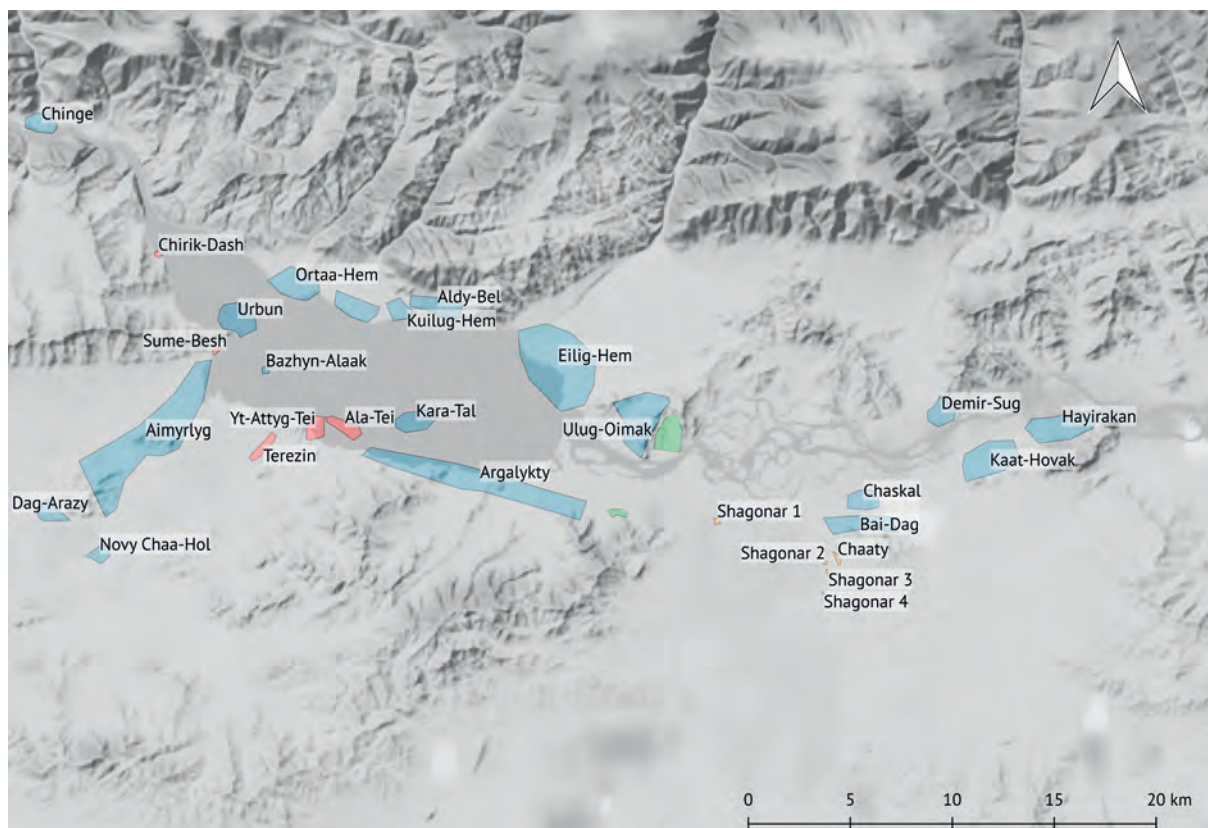 Chinge
Chirik-Dash
Ortaa-Hem
Aldy-Bel
Urbun
Kuilug-Hem
Sume-Besh
Eilig-Hem
Bazhyn-Alaak
Demir-Sug
Yt-Attyg-Tei
Ala-Tei
Kara-Tal
Hayirakan
Aimyrlyg
Ulug-Oimak
Terezin
Kaat-Hovak
Argalykty
Chaskal
Dag-Arazy
Shagonar 1
Bai-Dag
Novy Chaa-Hol
Shagonar 2
Chaaty
Shagonar 3
Shagonar 4
0 5 10 15 20 km